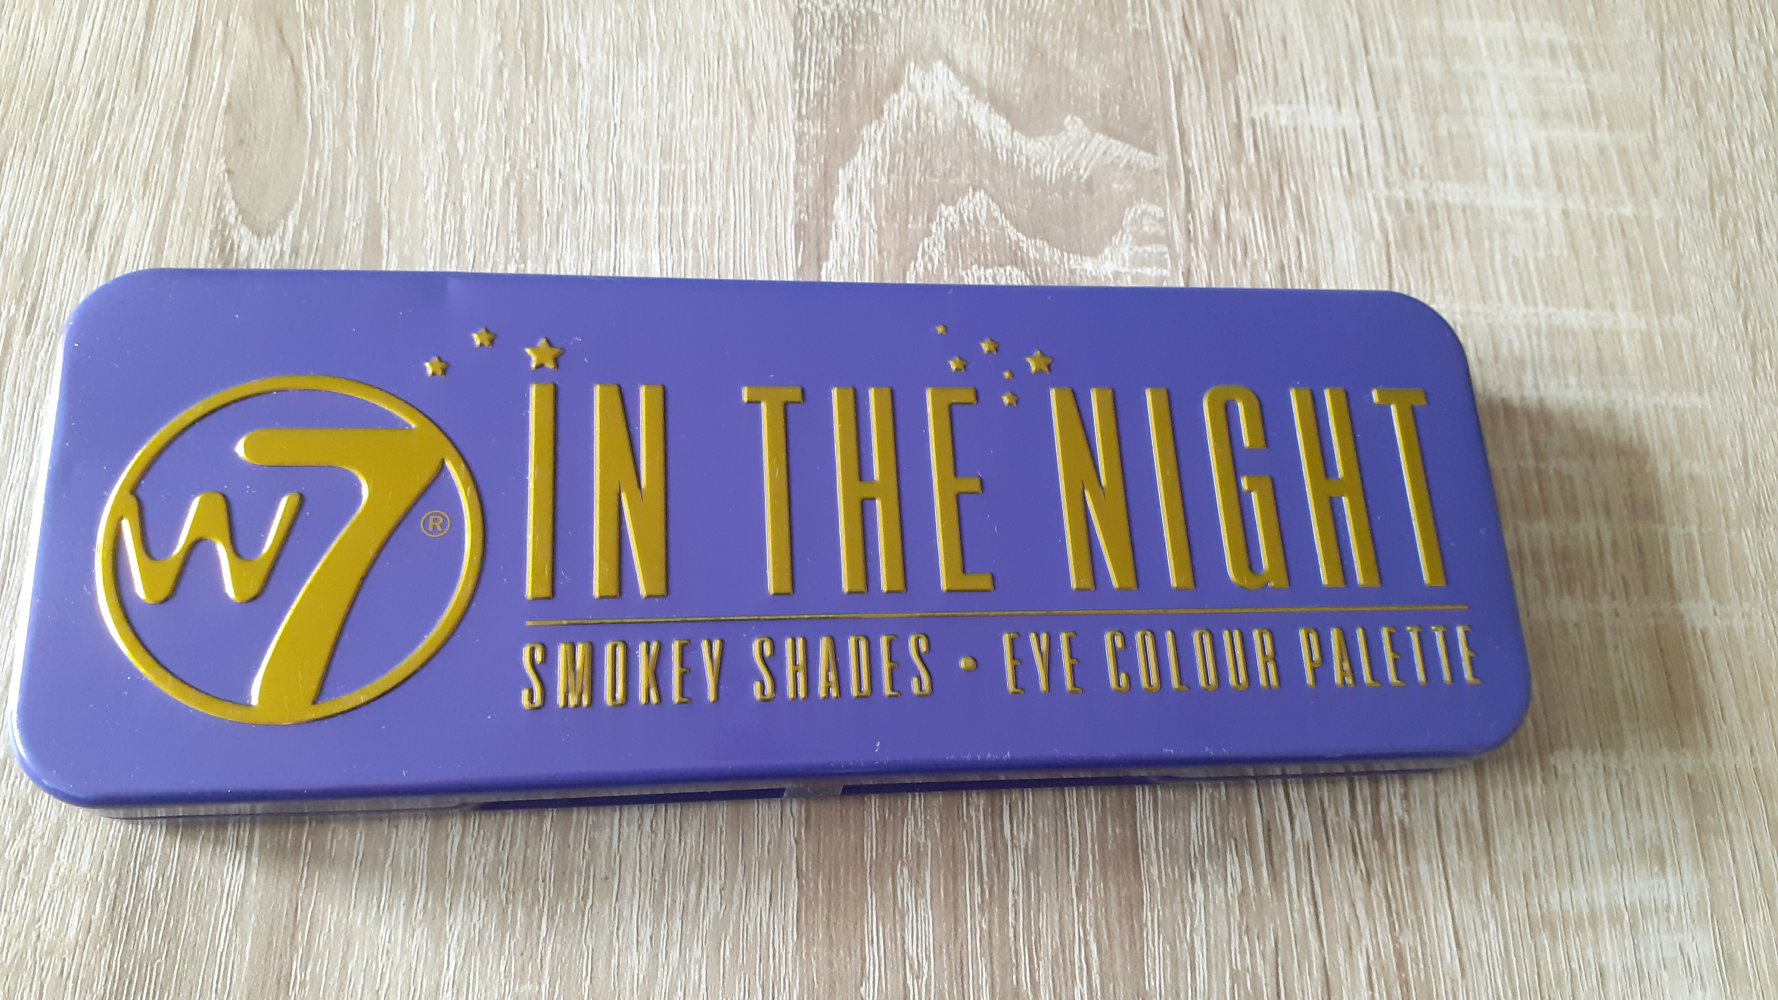 W7®
IN THE NIGHT
SMOKEY SHADES • EYE COLOUR PALETTE